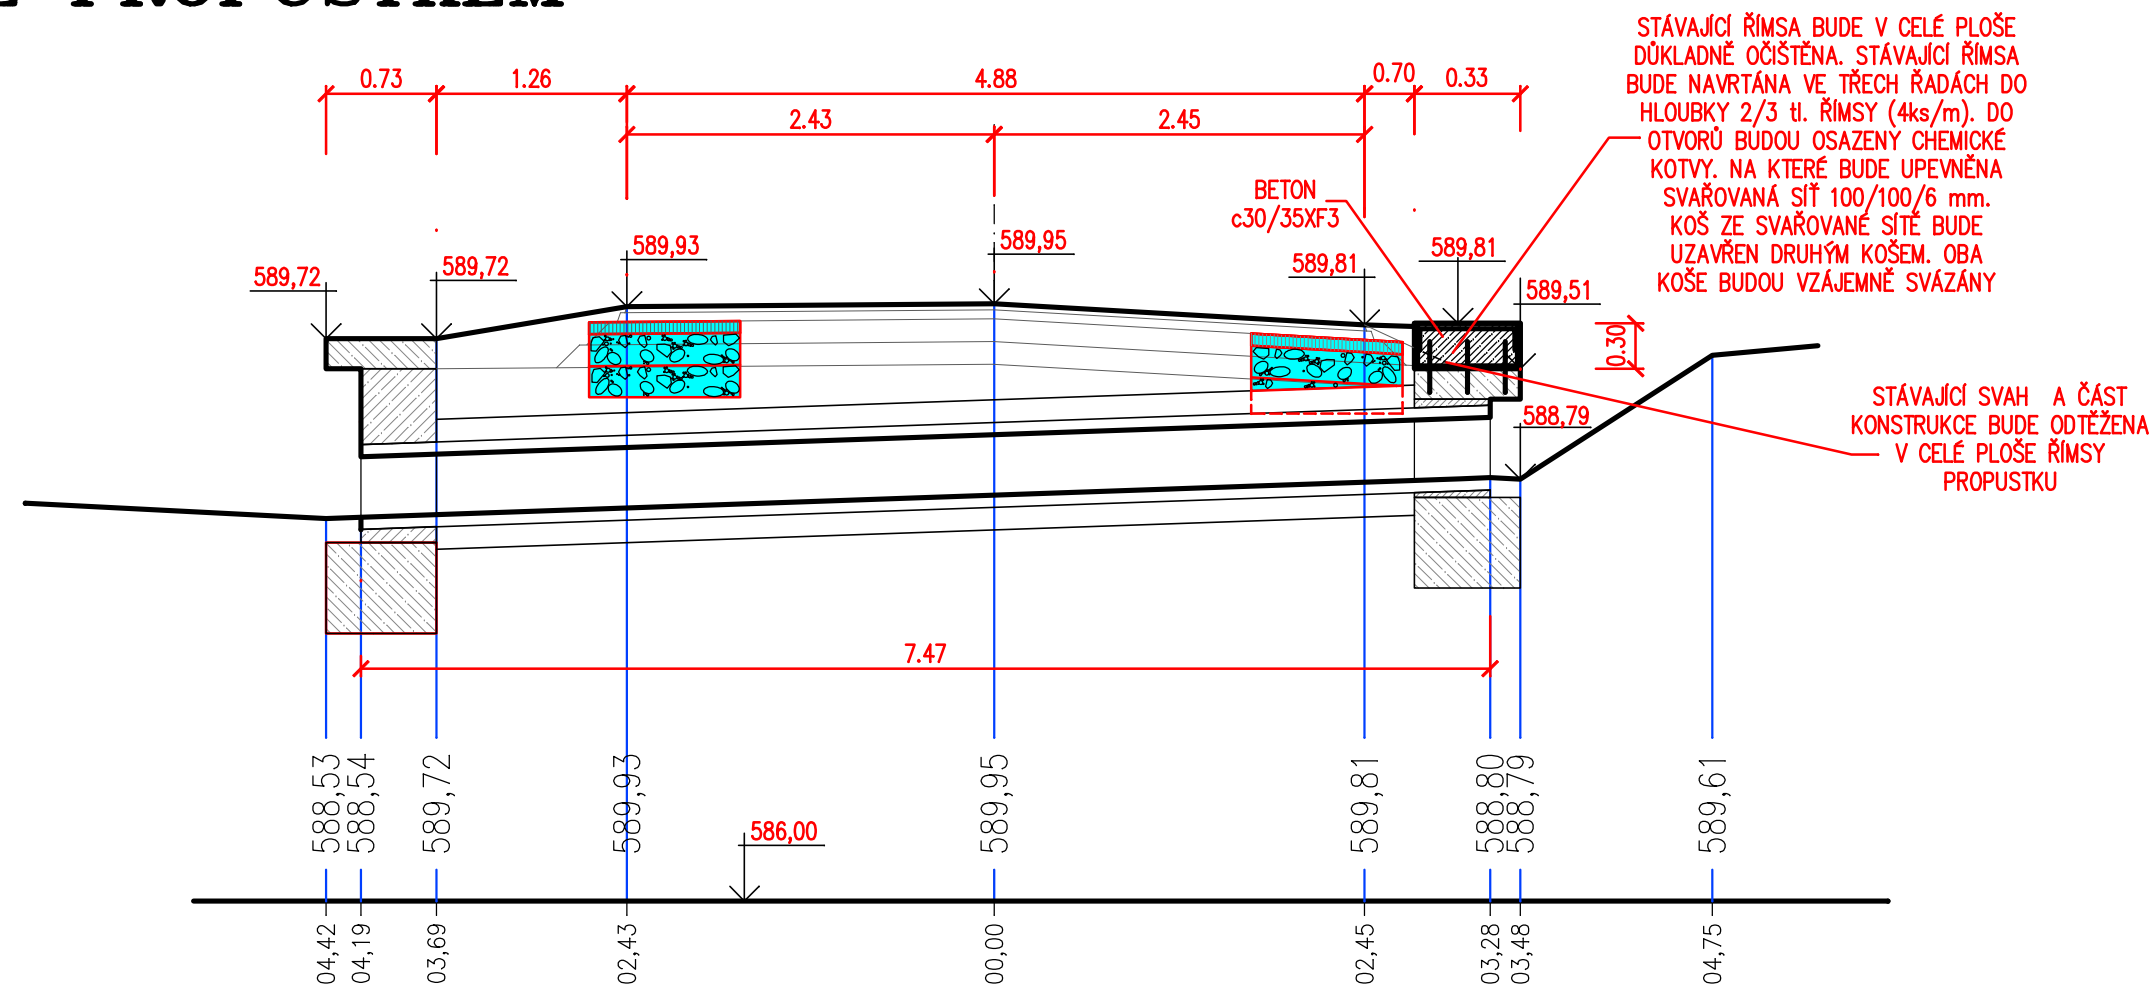 0.73
1.26
4.88
0.70
0.33
2.43
2.45
STÁVAJÍCÍ ŘÍMSA BUDE V CELÉ PLOŠE
DŮKLADNĚ OČIŠTĚNA. STÁVAJÍCÍ ŘÍMSA
BUDE NAVRTÁNA VE TŘECH ŘADÁCH DO
HLOUBKY 2/3 tl. ŘÍMSY (4ks/m). DO
OTVORŮ BUDOU OSAZENY CHEMICKÉ
KOTVY. NA KTERÉ BUDE UPEVNĚNA
SVAŘOVANÁ SÍŤ 100/100/6 mm.
KOŠ ZE SVAŘOVANÉ SÍTĚ BUDE
UZAVŘEN DRUHÝM KOŠEM. OBA
KOŠE BUDOU VZÁJEMNĚ SVÁZÁNY
BETON
c30/35XF3
589,72
589,72
589,93
589,95
589,81
589,81
589,51
0.30
588,79
STÁVAJÍCÍ SVAH A ČÁST
KONSTRUKCE BUDE ODTĚŽENA
V CELÉ PLOŠE ŘÍMSY
PROPUSTKU
7.47
588,53
588,54
589,72
589,93
589,95
589,81
588,80
588,79
589,61
586,00
04,42
04,19
03,69
02,43
00,00
02,45
03,28
03,48
04,75